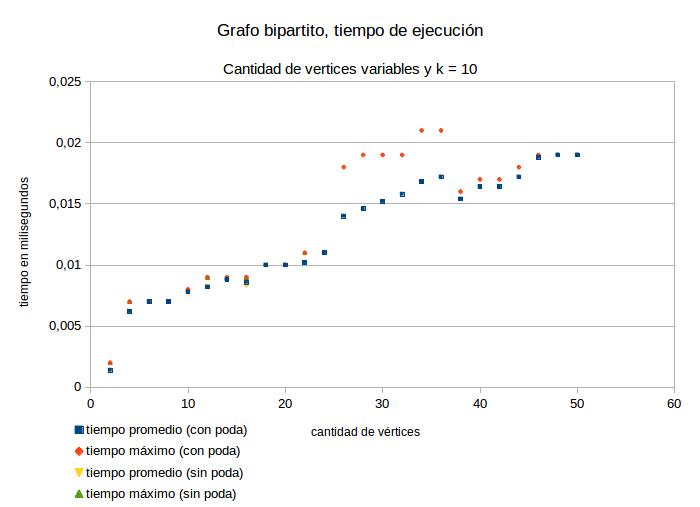 Grafo bipartito, tiempo de ejecución
Cantidad de vertices variables y k = 10
0,025
0,02
0,015
0,01
0,005
0
tiempo en milisegundos
0 10 20 30 40 50 60
cantidad de vértices
tiempo promedio (con poda)
tiempo máximo (con poda)
tiempo promedio (sin poda)
tiempo máximo (sin poda)